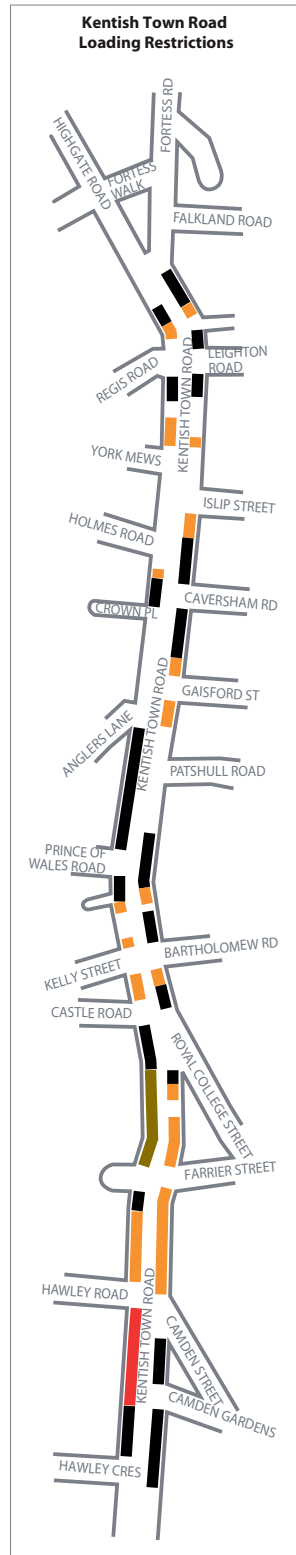 Kentish Town Road
Loading Restrictions
FORTESS RD
HIGHGATE ROAD
FORTESS
WALK
FALKLAND ROAD
KENTISH TOWN ROAD
LEIGHTON
ROAD
REGIS ROAD
YORK MEWS
ISLIP STREET
HOLMES ROAD
CAVERSHAM RD
CROWN PL
KENTISH TOWN ROAD
GAISFORD ST
ANGLERS LANE
PATSHULL ROAD
PRINCE OF
WALES ROAD
BARTHOLOMEW RD
KELLY STREET
CASTLE ROAD
ROYAL COLLEGE STREET
FARRIER STREET
HAWLEY ROAD
KENTISH TOWN ROAD
CAMDEN STREET
CAMDEN GARDENS
HAWLEY CRES